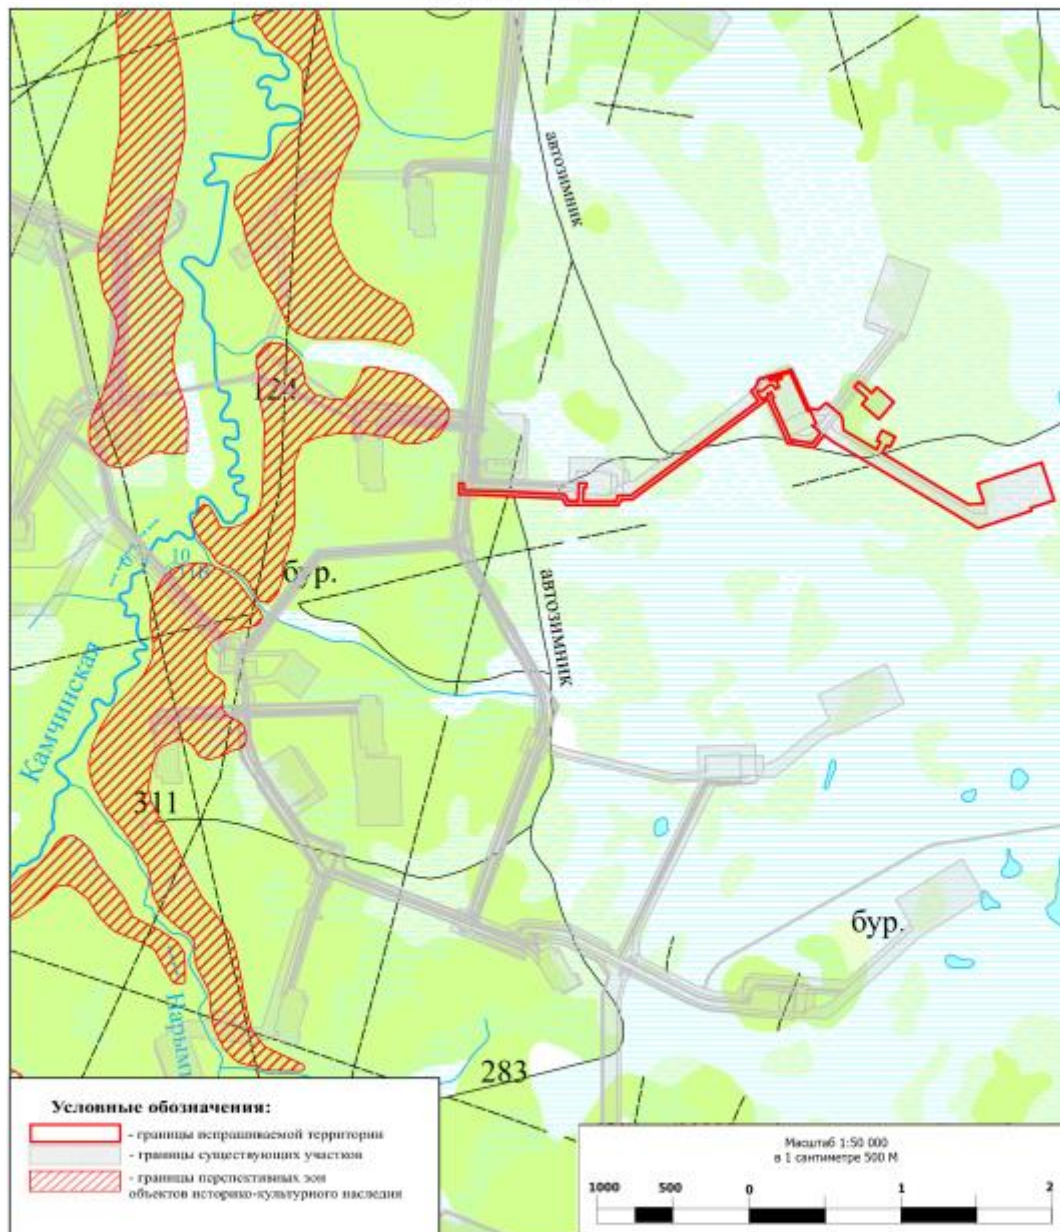 автозимник
124
10
бур.
автозимник
Камчинская
311
бур.
283
Условные обозначения:
- границы испрашиваемой территории
- границы существующих участков
- границы перспективных зон
объектов историко-культурного наследия
Масштаб 1:50 000
в 1 сантиметре 500 М
1000 500 0 1 2